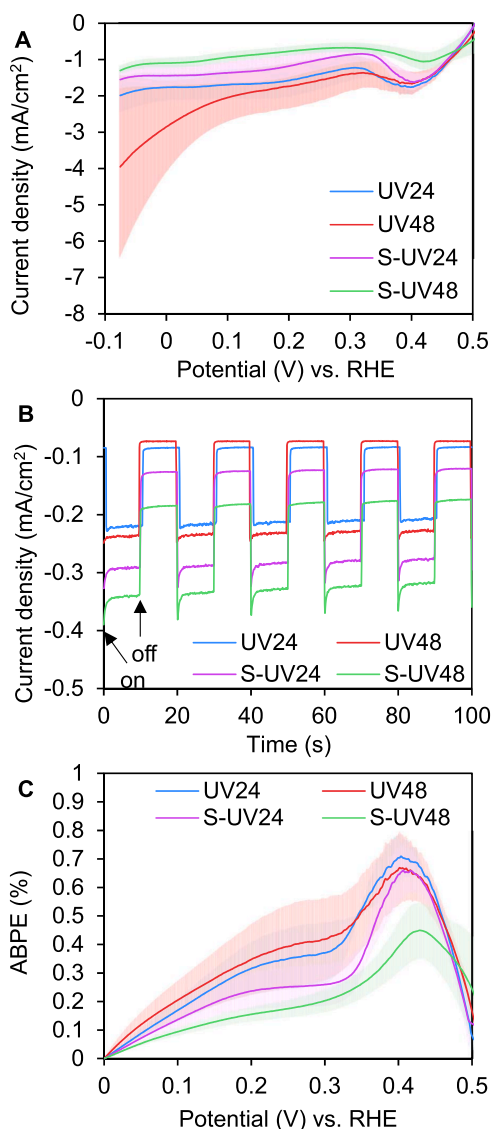 A
Current density (mA/cm²)
0
-1
-2
-3
-4
-5
-6
-7
-8
UV24
UV48
S-UV24
S-UV48
-0.1 0 0.1 0.2 0.3 0.4 0.5
Potential (V) vs. RHE
B
Current density (mA/cm²)
0
-0.1
-0.2
-0.3
-0.4
-0.5
off
on
UV24 UV48
S-UV24 S-UV48
0 20 40 60 80 100
Time (s)
C
ABPE (%)
1
0.9
0.8
0.7
0.6
0.5
0.4
0.3
0.2
0.1
0
UV24 UV48
S-UV24 S-UV48
0 0.1 0.2 0.3 0.4 0.5
Potential (V) vs. RHE